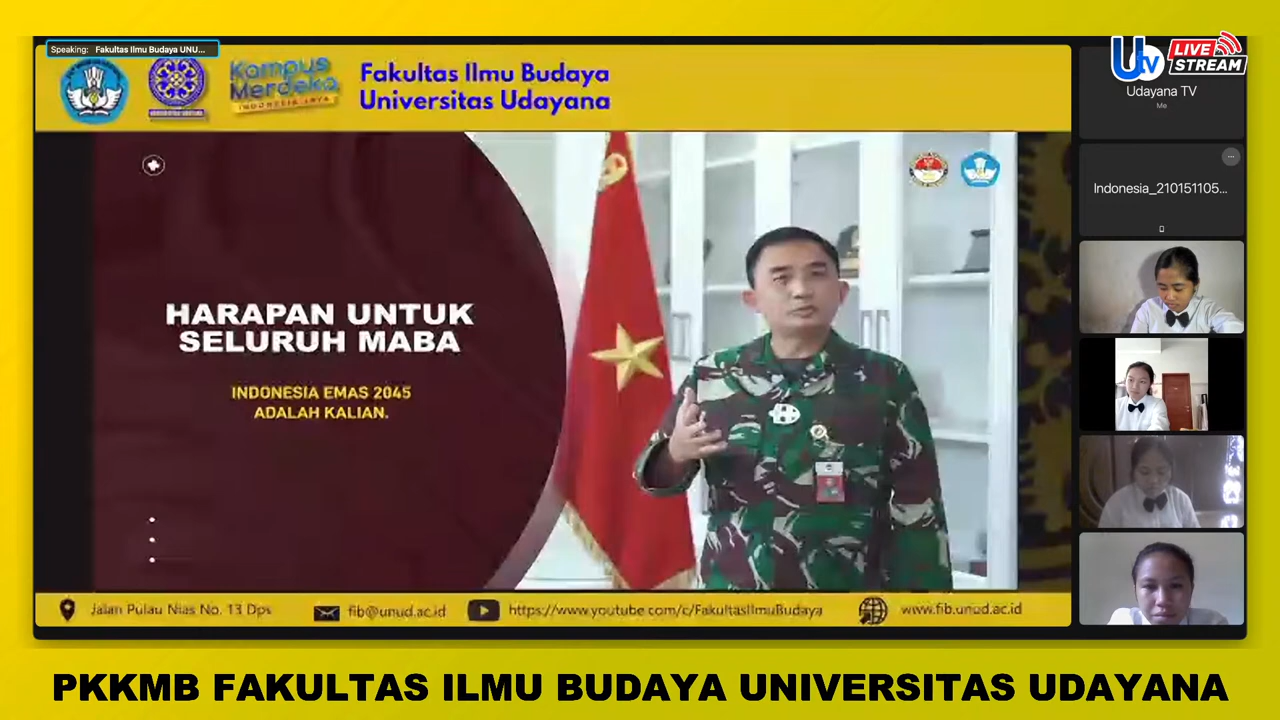 Speaking: Fakultas Ilmu Budaya UNU...
Kampus
Merdeka
INDONESIA JAYA
Fakultas Ilmu Budaya
Universitas Udayana
U tv LIVE
STREAM
Udayana TV
Me
Indonesia_210151105...
HARAPAN UNTUK
SELURUH MABA
INDONESIA EMAS 2045
ADALAH KALIAN.
Jalan Pulau Nias No. 13 Dps
fib@unud.ac.id
https://www.youtube.com/c/FakultasIlmuBudaya
www.fib.unud.ac.id
PKKMB FAKULTAS ILMU BUDAYA UNIVERSITAS UDAYANA